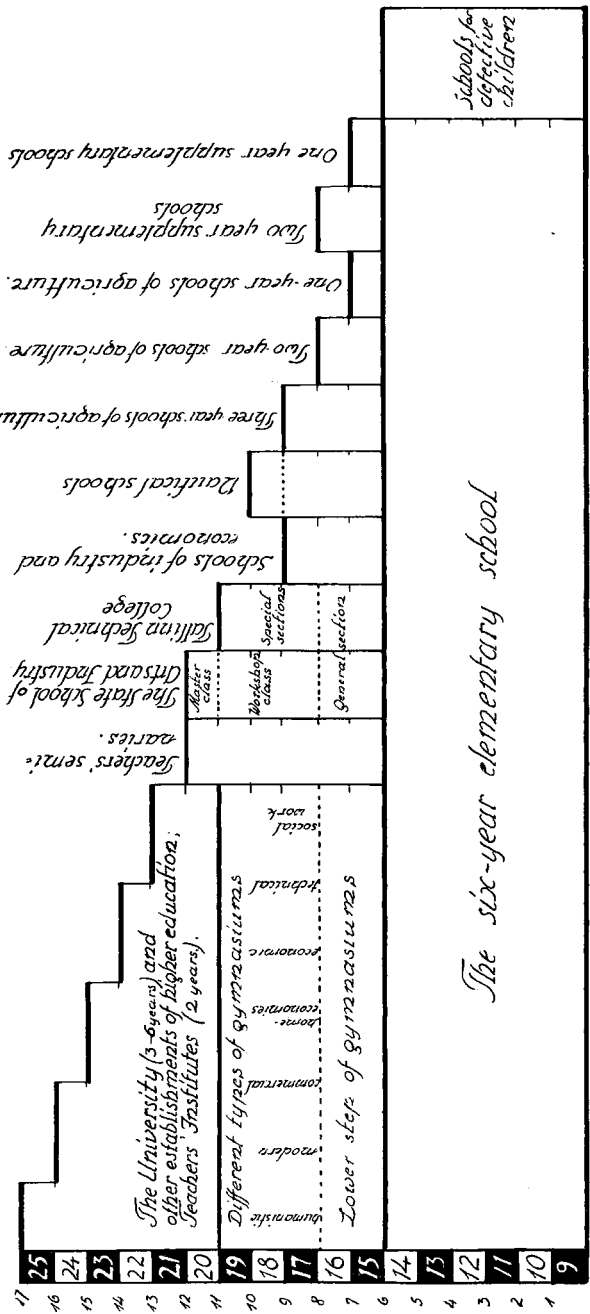 17 25
16 24
15 23
14 22
13 21
12 20
11 19
10 18
9 17
8 16
7 15
6 14
5 13
4 12
3 11
2 10
1 9
The University (3-6 years) and
other establishments of higher education;
Teachers' Institutes (2 years).
Different types of gymnasiums
humanistic
modern
commercial
home-
economies
economic
technical
social
work
Lower step of gymnasiums
Teachers' semi-
naries.
The State School of
Arts and Industry
Master
class
Workshop
class
General section
Tallinn Technical
College
Special
sections
Schools of industry and
economies.
Nautical schools
Three year schools of agricultur
Two-year schools of agriculture.
One-year schools of agriculture.
Two year supplementary
schools
One year supplementary schools
The six-year elementary school
schools for
defective
children